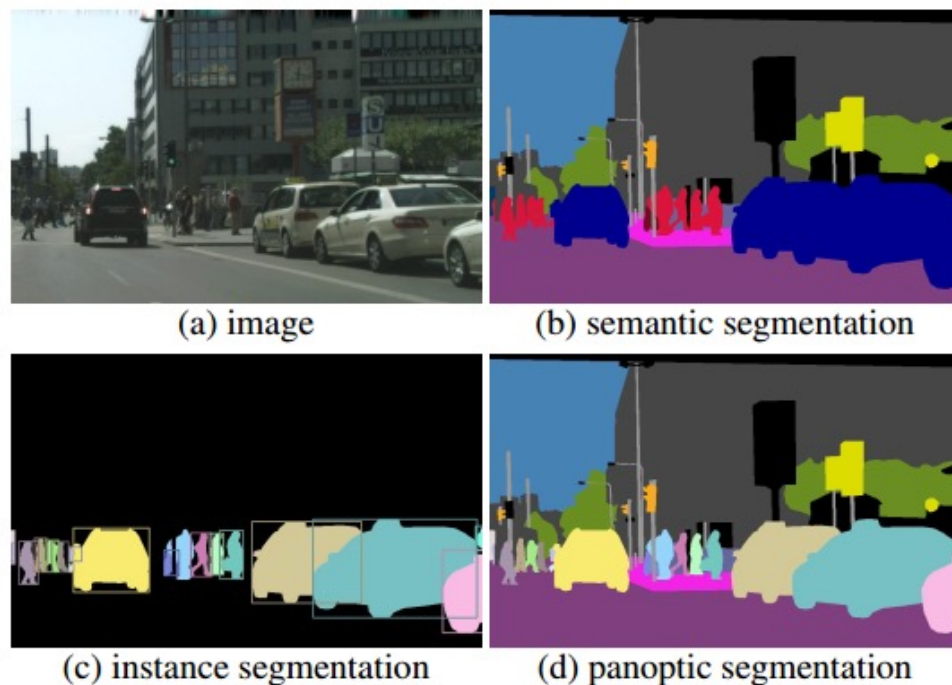 (a) image
(b) semantic segmentation
(c) instance segmentation
(d) panoptic segmentation